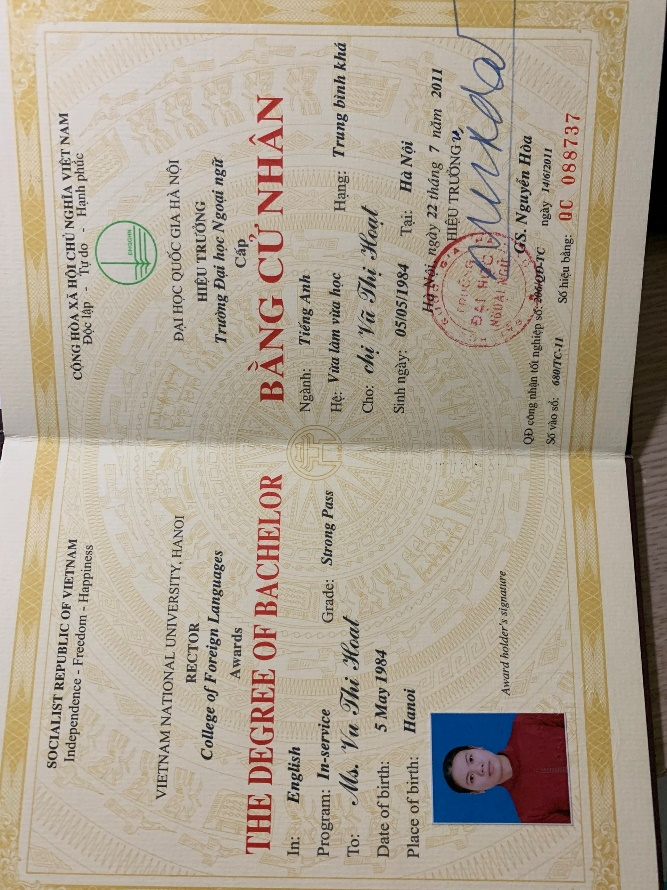 SOCIALIST REPUBLIC OF VIETNAM
Independence - Freedom - Happiness
VIETNAM NATIONAL UNIVERSITY, HANOI
RECTOR
College of Foreign Languages
Awards
THE DEGREE OF BACHELOR
In: English
Program: In-service Grade: Strong Pass
To: Ms. Vu Thi Hoat
Date of birth: 5 May 1984
Place of birth: Hanoi
Award holder's signature
CỘNG HÒA XÃ HỘI CHỦ NGHĨA VIỆT NAM
Độc lập - Tự do - Hạnh phúc
ĐẠI HỌC QUỐC GIA HÀ NỘI
HIỆU TRƯỞNG
Trường Đại học Ngoại ngữ
Cấp
BẰNG CỬ NHÂN
Ngành: Tiếng Anh
Hệ: Vừa làm vừa học Hạng: Trung bình khá
Cho: chị Vũ Thị Hoạt
Sinh ngày: 05/05/1984 Tại: Hà Nội
Hà Nội, ngày 22 tháng 7 năm 2011
HIỆU TRƯỞNG
ĐẠI HỌC
NGOẠI NGỮ
GS. Nguyễn Hòa
QĐ công nhận tốt nghiệp số: /QĐ-TC ngày 14/6/2011
Số vào sổ: 680/TC-11 Số hiệu bằng: QC 088737